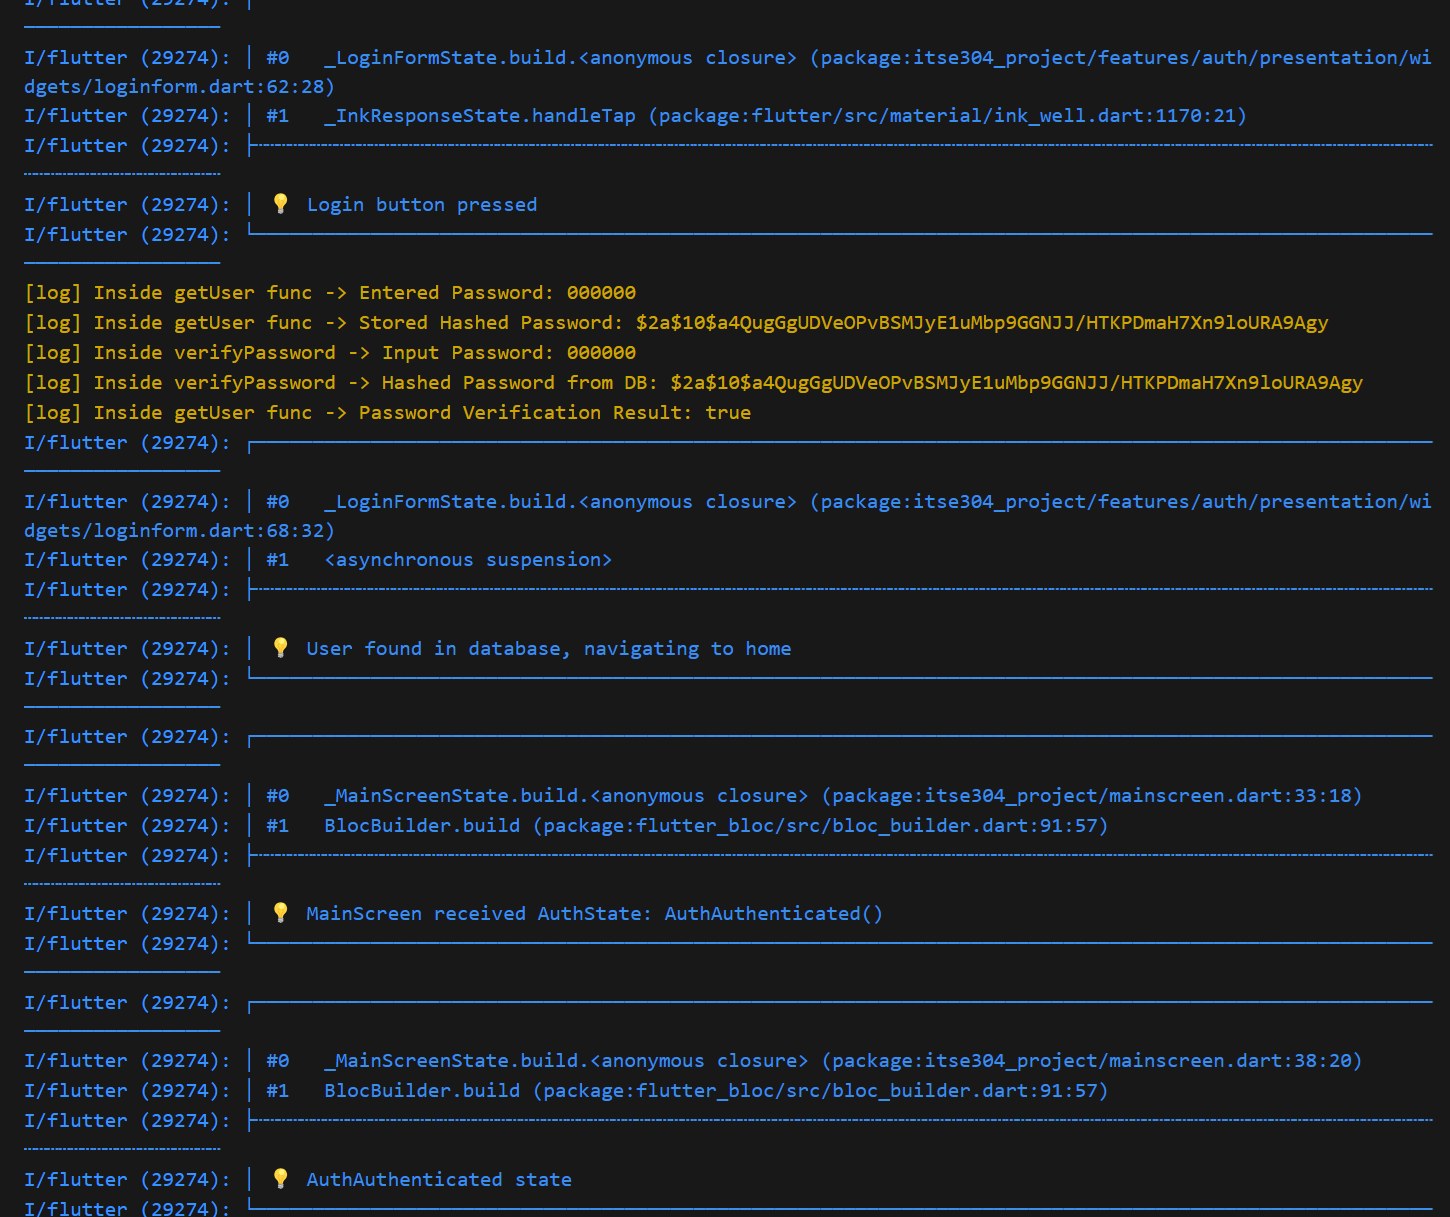 I/flutter (29274): │
────────────────
I/flutter (29274): │ #0   _LoginFormState.build.<anonymous closure> (package:itse304_project/features/auth/presentation/wi
dgets/loginform.dart:62:28)
I/flutter (29274): │ #1   _InkResponseState.handleTap (package:flutter/src/material/ink_well.dart:1170:21)
I/flutter (29274): ├┄┄┄┄┄┄┄┄┄┄┄┄┄┄┄┄
┄┄┄┄┄┄┄┄┄┄┄┄┄┄┄┄
I/flutter (29274): │ 💡 Login button pressed
I/flutter (29274): └────────────────
────────────────
[log] Inside getUser func -> Entered Password: 000000
[log] Inside getUser func -> Stored Hashed Password: $2a$10$a4QugGgUDVeOPvBSMJyE1uMbp9GGNJJ/HTKPDmaH7Xn9loURA9Agy
[log] Inside verifyPassword -> Input Password: 000000
[log] Inside verifyPassword -> Hashed Password from DB: $2a$10$a4QugGgUDVeOPvBSMJyE1uMbp9GGNJJ/HTKPDmaH7Xn9loURA9Agy
[log] Inside getUser func -> Password Verification Result: true
I/flutter (29274): ┌────────────────
────────────────
I/flutter (29274): │ #0   _LoginFormState.build.<anonymous closure> (package:itse304_project/features/auth/presentation/wi
dgets/loginform.dart:68:32)
I/flutter (29274): │ #1   <asynchronous suspension>
I/flutter (29274): ├┄┄┄┄┄┄┄┄┄┄┄┄┄┄┄┄
┄┄┄┄┄┄┄┄┄┄┄┄┄┄┄┄
I/flutter (29274): │ 💡 User found in database, navigating to home
I/flutter (29274): └────────────────
────────────────
I/flutter (29274): ┌────────────────
────────────────
I/flutter (29274): │ #0   _MainScreenState.build.<anonymous closure> (package:itse304_project/mainscreen.dart:33:18)
I/flutter (29274): │ #1   BlocBuilder.build (package:flutter_bloc/src/bloc_builder.dart:91:57)
I/flutter (29274): ├┄┄┄┄┄┄┄┄┄┄┄┄┄┄┄┄
┄┄┄┄┄┄┄┄┄┄┄┄┄┄┄┄
I/flutter (29274): │ 💡 MainScreen received AuthState: AuthAuthenticated()
I/flutter (29274): └────────────────
────────────────
I/flutter (29274): ┌────────────────
────────────────
I/flutter (29274): │ #0   _MainScreenState.build.<anonymous closure> (package:itse304_project/mainscreen.dart:38:20)
I/flutter (29274): │ #1   BlocBuilder.build (package:flutter_bloc/src/bloc_builder.dart:91:57)
I/flutter (29274): ├┄┄┄┄┄┄┄┄┄┄┄┄┄┄┄┄
┄┄┄┄┄┄┄┄┄┄┄┄┄┄┄┄
I/flutter (29274): │ 💡 AuthAuthenticated state
I/flutter (29274): └────────────────